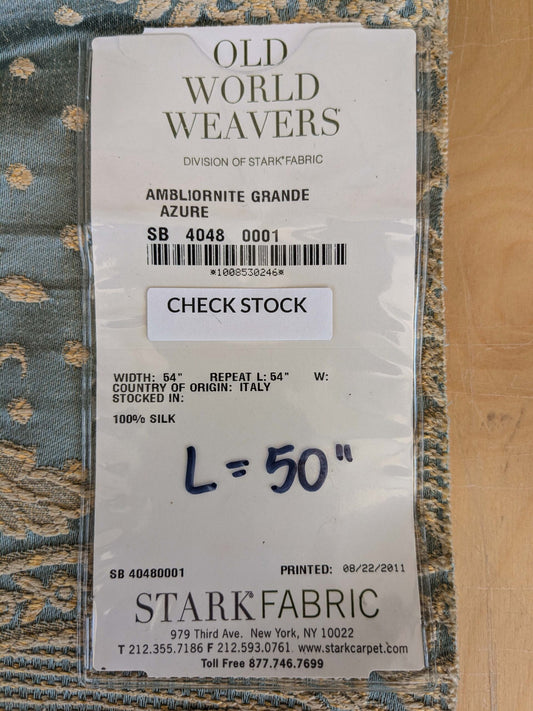 OLD
WORLD
WEAVERS
DIVISION OF STARK FABRIC
AMBLIORNITE GRANDE
AZURE
SB 4048 0001
*1008530246*
CHECK STOCK
WIDTH: 54" REPEAT L: 54" W:
COUNTRY OF ORIGIN: ITALY
STOCKED IN:
100% SILK
L = 50"
SB 40480001 PRINTED: 08/22/2011
STARK FABRIC
979 Third Ave. New York, NY 10022
T 212.355.7186 F 212.593.0761 www.starkcarpet.com
Toll Free 877.746.7699